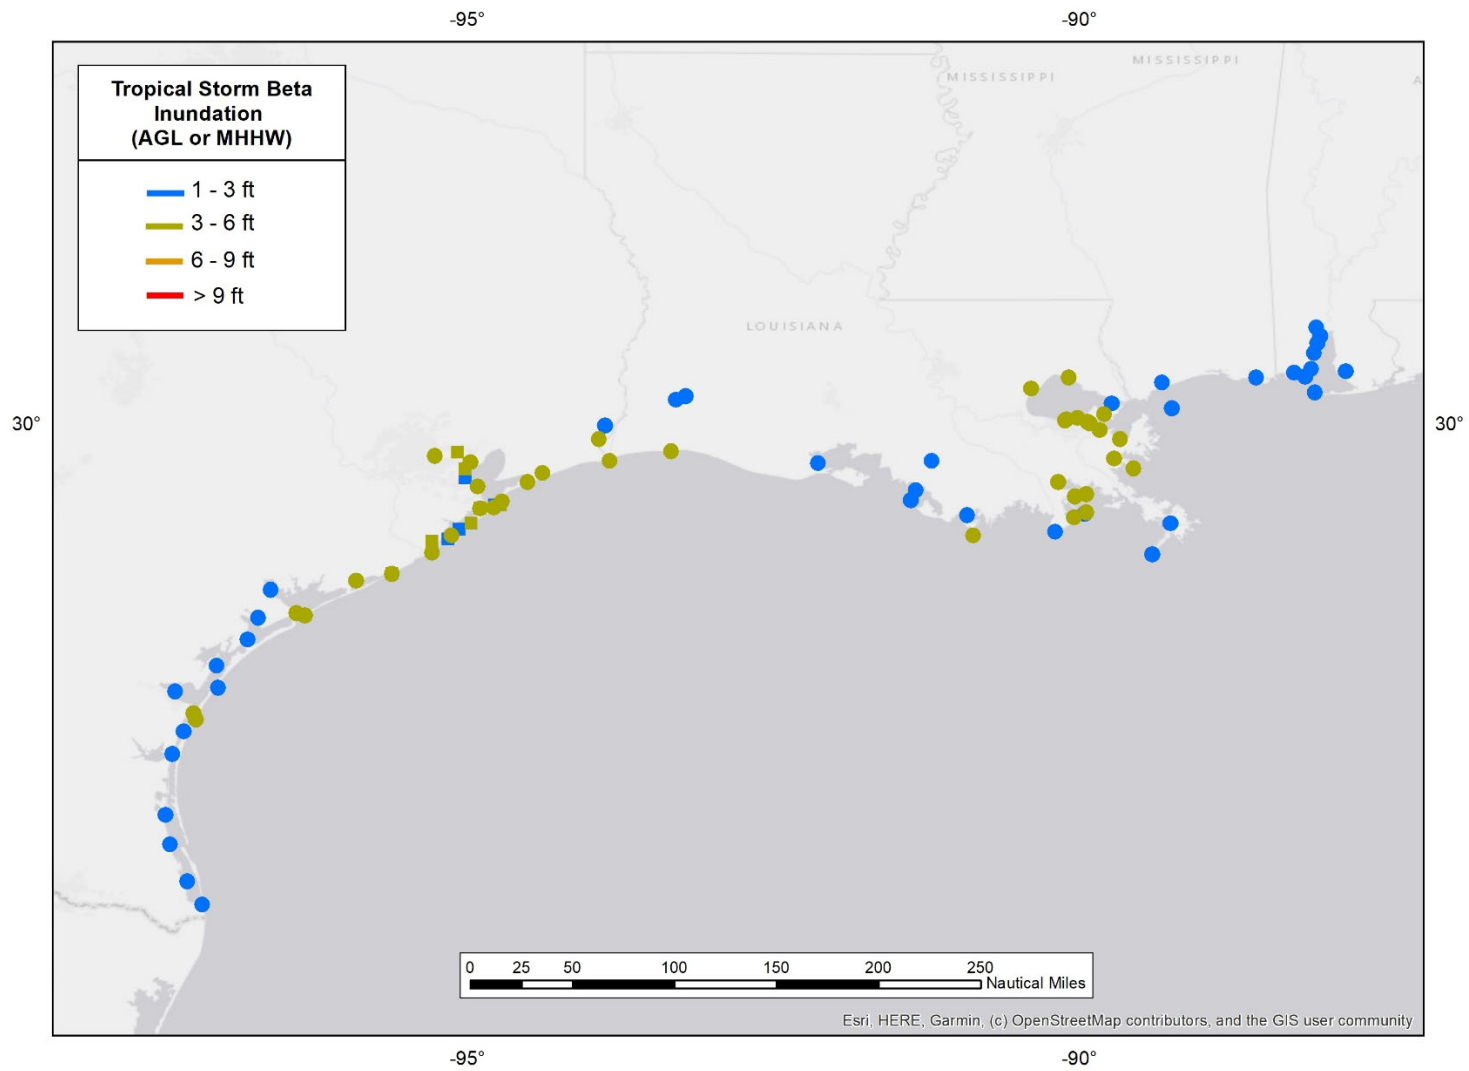 -95°
-90°
MISSISSIPPI
MISSISSIPPI
A
Tropical Storm Beta
Inundation
(AGL or MHHW)
1 - 3 ft
3 - 6 ft
6 - 9 ft
> 9 ft
LOUISIANA
30°
30°
0 25 50 100 150 200 250
Nautical Miles
Esri, HERE, Garmin, (c) OpenStreetMap contributors, and the GIS user community
-95°
-90°